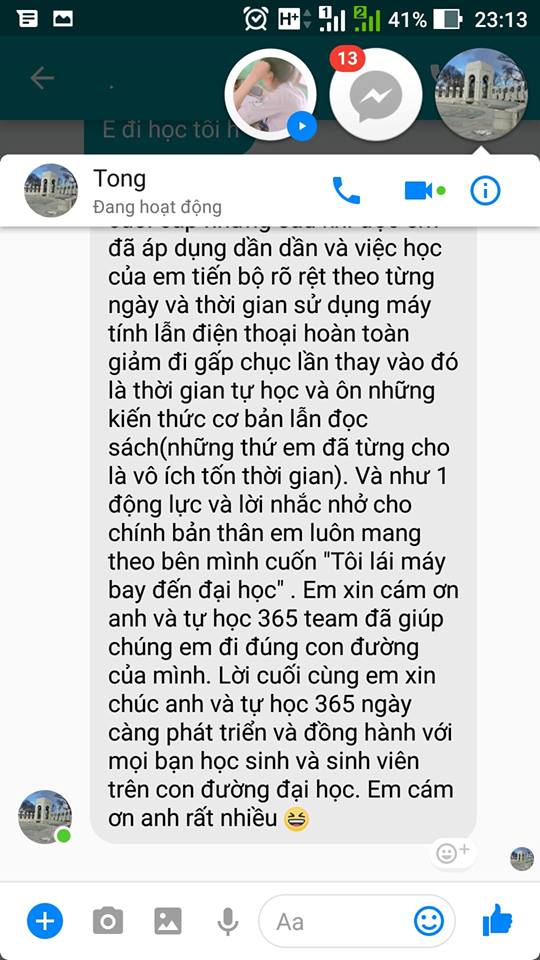 H+ 1 2 41% 23:13
13
E đi học tôi h
Tong
Đang hoạt động
đã áp dụng dần dần và việc học
của em tiến bộ rõ rệt theo từng
ngày và thời gian sử dụng máy
tính lẫn điện thoại hoàn toàn
giảm đi gấp chục lần thay vào đó
là thời gian tự học và ôn những
kiến thức cơ bản lẫn đọc
sách(những thứ em đã từng cho
là vô ích tốn thời gian). Và như 1
động lực và lời nhắc nhở cho
chính bản thân em luôn mang
theo bên mình cuốn "Tôi lái máy
bay đến đại học" . Em xin cám ơn
anh và tự học 365 team đã giúp
chúng em đi đúng con đường
của mình. Lời cuối cùng em xin
chúc anh và tự học 365 ngày
càng phát triển và đồng hành với
mọi bạn học sinh và sinh viên
trên con đường đại học. Em cám
ơn anh rất nhiều 😆
Aa